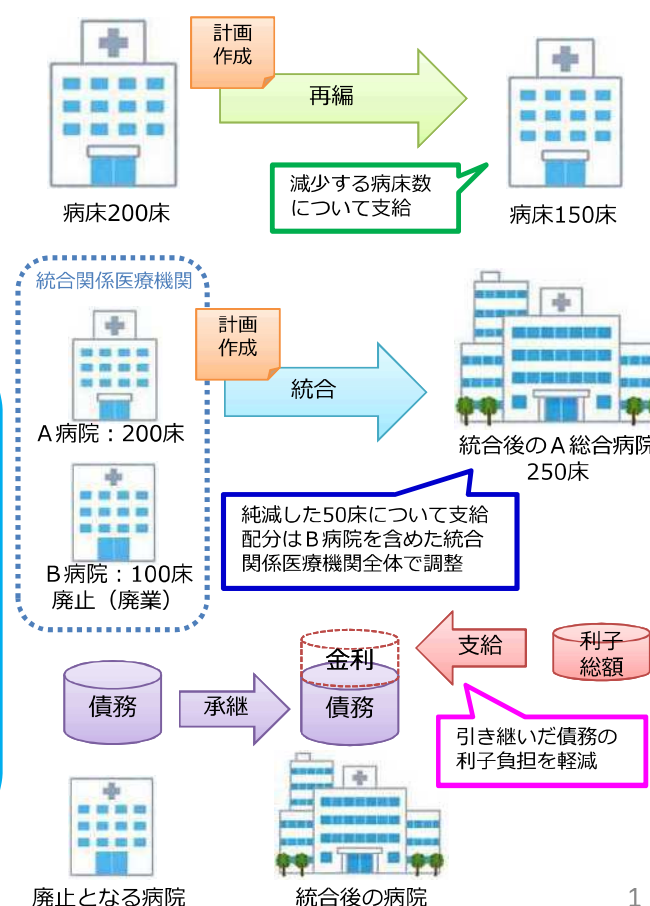 計画
作成
再編
減少する病床数
について支給
病床200床
病床150床
統合関係医療機関
計画
作成
統合
A病院：200床
統合後のA総合病院
250床
純減した50床について支給
配分はB病院を含めた統合
関係医療機関全体で調整
B病院：100床
廃止（廃業）
支給
利子
総額
金利
債務
承継
債務
引き継いだ債務の
利子負担を軽減
廃止となる病院
統合後の病院
1